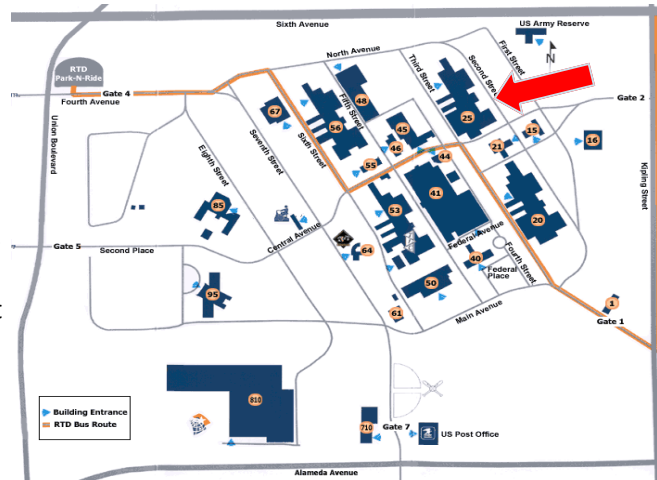 Sixth Avenue
US Army Reserve
North Avenue
First Street
N
Third Street
Second Street
RTD
Park-N-Ride
Gate 4
Fourth Avenue
Gate 2
48
67
Fifth Street
56
45
25
46
15
16
21
44
55
Union Boulevard
Seventh Street
Sixth Street
Eighth Street
41
Kipling Street
85
53
20
Central Avenue
Federal Avenue
Gate 5
Second Place
64
40
Fourth Street
Federal
Place
95
50
1
61
Main Avenue
Gate 1
810
Building Entrance
RTD Bus Route
710
Gate 7
US Post Office
Alameda Avenue